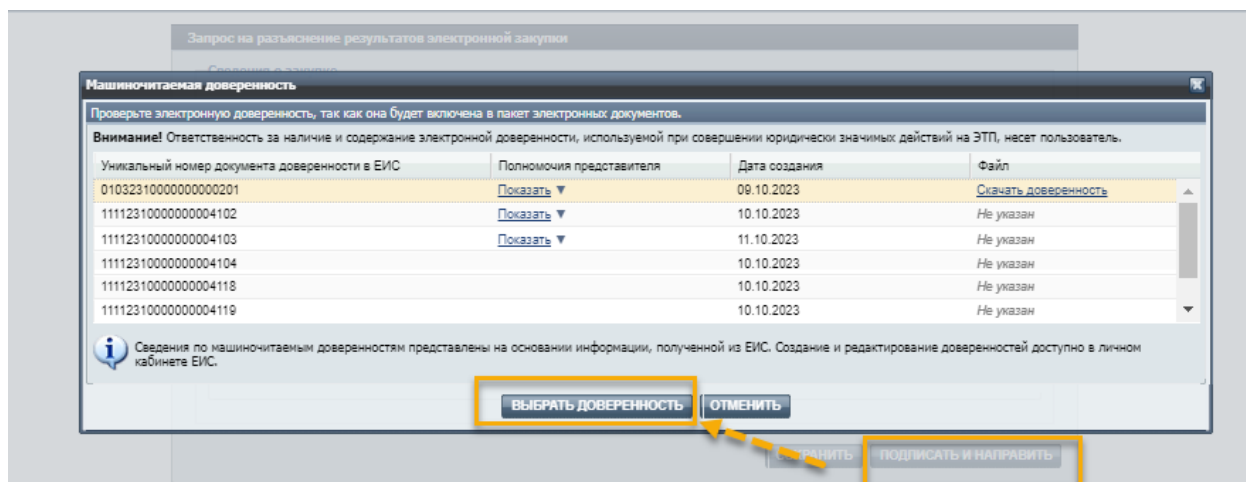 Запрос на разъяснение результатов электронной закупки
Сведения о закупке
Машиночитаемая доверенность
Проверьте электронную доверенность, так как она будет включена в пакет электронных документов.
Внимание! Ответственность за наличие и содержание электронной доверенности, используемой при совершении юридически значимых действий на ЭТП, несет пользователь.
Уникальный номер документа доверенности в ЕИС Полномочия представителя Дата создания Файл
01032310000000000201 Показать ▼ 09.10.2023 Скачать доверенность
11112310000000004102 Показать ▼ 10.10.2023 Не указан
11112310000000004103 Показать ▼ 11.10.2023 Не указан
11112310000000004104 10.10.2023 Не указан
11112310000000004118 10.10.2023 Не указан
11112310000000004119 10.10.2023 Не указан
Сведения по машиночитаемым доверенностям представлены на основании информации, полученной из ЕИС. Создание и редактирование доверенностей доступно в личном
кабинете ЕИС.
ВЫБРАТЬ ДОВЕРЕННОСТЬ ОТМЕНИТЬ
СОХРАНИТЬ ПОДПИСАТЬ И НАПРАВИТЬ